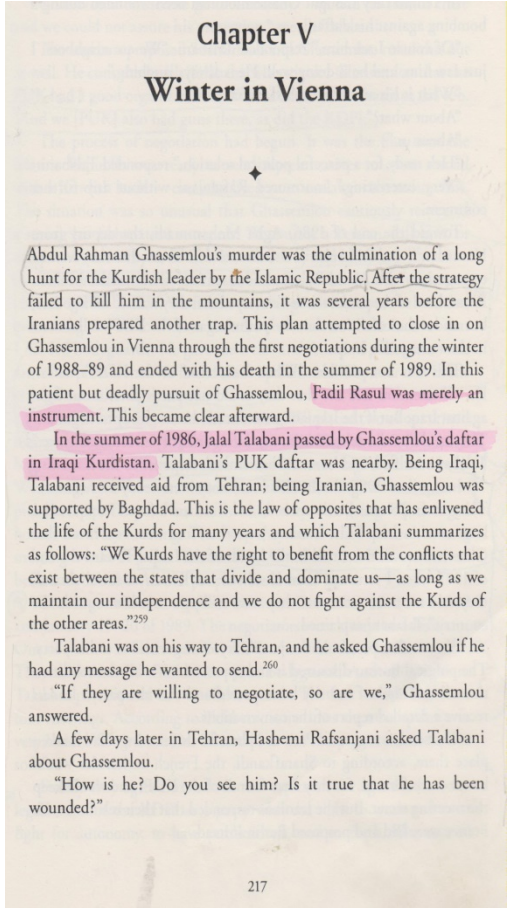 Chapter V
Winter in Vienna
Abdul Rahman Ghassemlou's murder was the culmination of a long
hunt for the Kurdish leader by the Islamic Republic. After the strategy
failed to kill him in the mountains, it was several years before the
Iranians prepared another trap. This plan attempted to close in on
Ghassemlou in Vienna through the first negotiations during the winter
of 1988–89 and ended with his death in the summer of 1989. In this
patient but deadly pursuit of Ghassemlou, Fadil Rasul was merely an
instrument. This became clear afterward.
In the summer of 1986, Jalal Talabani passed by Ghassemlou's daftar
in Iraqi Kurdistan. Talabani's PUK daftar was nearby. Being Iraqi,
Talabani received aid from Tehran; being Iranian, Ghassemlou was
supported by Baghdad. This is the law of opposites that has enlivened
the life of the Kurds for many years and which Talabani summarizes
as follows: “We Kurds have the right to benefit from the conflicts that
exist between the states that divide and dominate us—as long as we
maintain our independence and we do not fight against the Kurds of
the other areas.”259
Talabani was on his way to Tehran, and he asked Ghassemlou if he
had any message he wanted to send.260
“If they are willing to negotiate, so are we,” Ghassemlou
answered.
A few days later in Tehran, Hashemi Rafsanjani asked Talabani
about Ghassemlou.
“How is he? Do you see him? Is it true that he has been
wounded?”
217